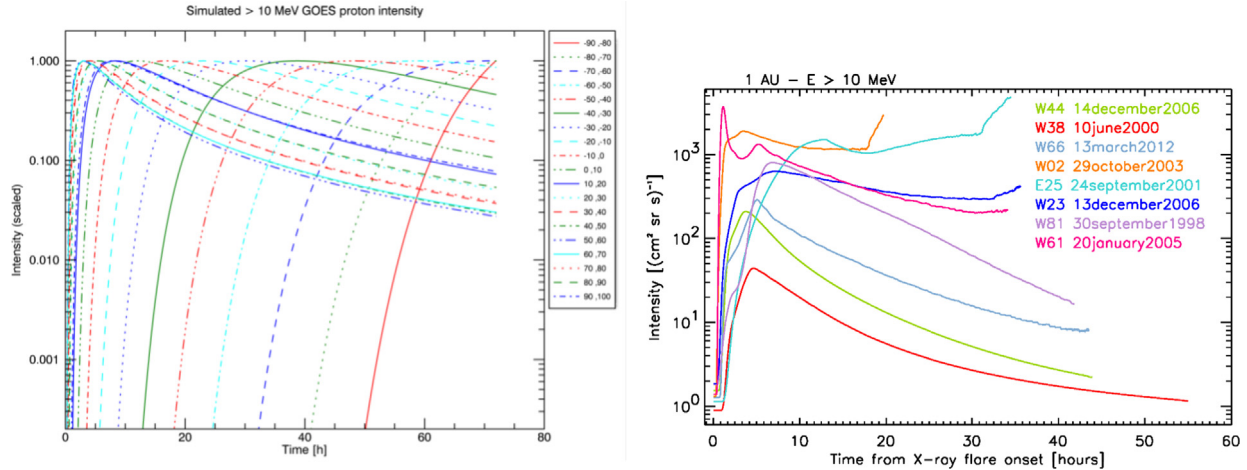 Simulated > 10 MeV GOES proton intensity
Intensity (scaled)
1.000
0.100
0.010
0.001
0
20
40
60
80
Time [h]
-90 ,-80
-80 ,-70
-70 ,-60
-60 ,-50
-50 ,-40
-40 ,-30
-30 ,-20
-20 ,-10
-10 ,0
0 ,10
10 ,20
20 ,30
30 ,40
40 ,50
50 ,60
60 ,70
70 ,80
80 ,90
90 ,100
1 AU – E > 10 MeV
Intensity [(cm² sr s)⁻¹]
10³
10²
10¹
10⁰
0
10
20
30
40
50
60
Time from X-ray flare onset [hours]
W44 14december2006
W38 10june2000
W66 13march2012
W02 29october2003
E25 24september2001
W23 13december2006
W81 30september1998
W61 20january2005